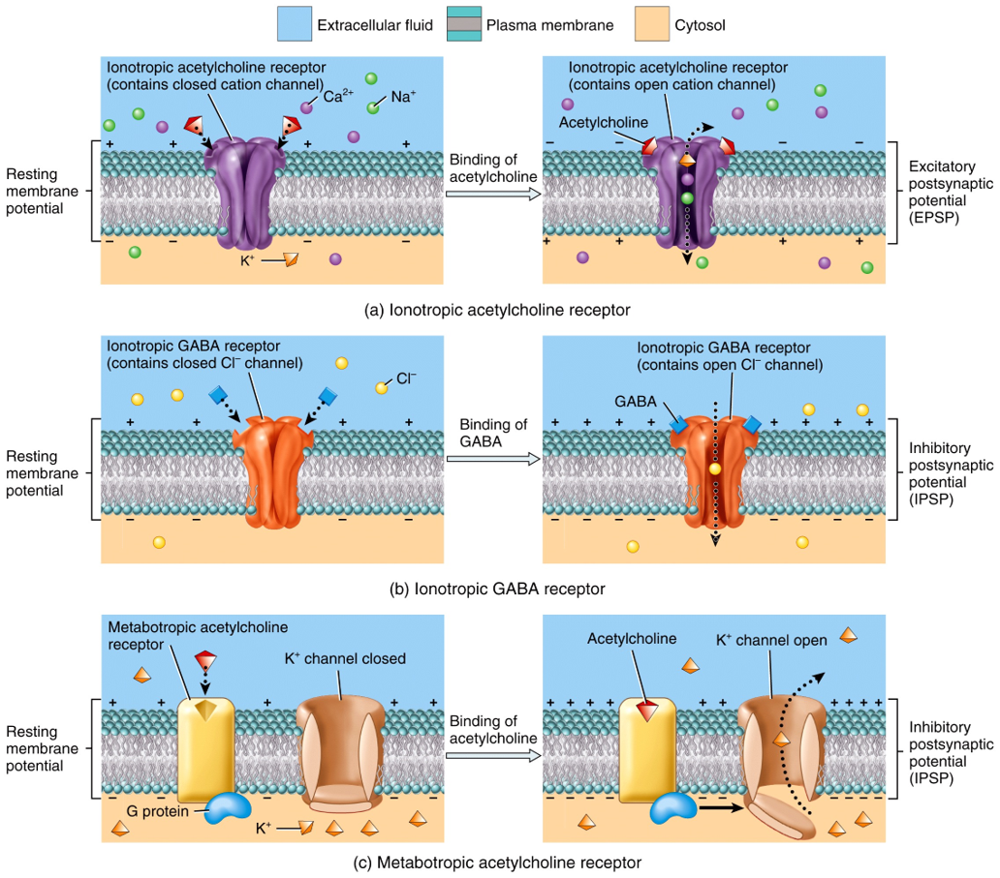 Extracellular fluid
Plasma membrane
Cytosol
Ionotropic acetylcholine receptor
(contains closed cation channel)
Ca2+
Na+
+ + + +
Resting
membrane
potential
− − − −
K+
Binding of
acetylcholine
Ionotropic acetylcholine receptor
(contains open cation channel)
Acetylcholine
− − − −
+ + + +
Excitatory
postsynaptic
potential
(EPSP)
(a) Ionotropic acetylcholine receptor
Ionotropic GABA receptor
(contains closed Cl− channel)
Cl−
+ + + +
Resting
membrane
potential
− − − −
Binding of
GABA
Ionotropic GABA receptor
(contains open Cl− channel)
GABA
Inhibitory
postsynaptic
potential
(IPSP)
(b) Ionotropic GABA receptor
Metabotropic acetylcholine
receptor
K+ channel closed
Resting
membrane
potential
G protein
K+
Binding of
acetylcholine
Acetylcholine
K+ channel open
Inhibitory
postsynaptic
potential
(IPSP)
(c) Metabotropic acetylcholine receptor